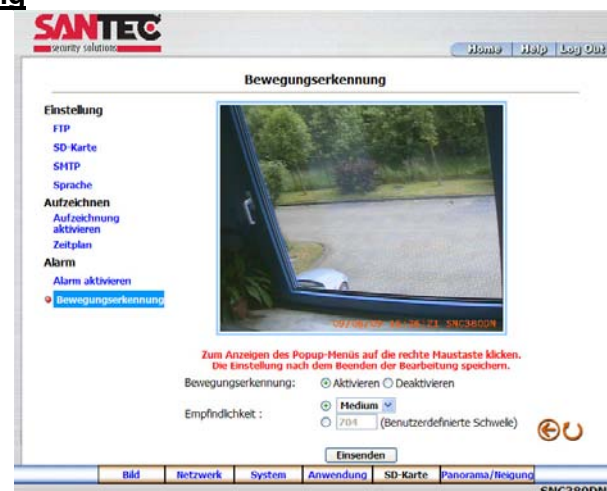 SANTEC
security solutions
Home Help Log Out
Bewegungserkennung
Einstellung
FTP
SD-Karte
SMTP
Sprache
Aufzeichnen
Aufzeichnung
aktivieren
Zeitplan
Alarm
Alarm aktivieren
Bewegungserkennung
SNC3800N
Zum Anzeigen des Popup-Menüs auf die rechte Maustaste klicken.
Die Einstellung nach dem Beenden der Bearbeitung speichern.
Bewegungserkennung: Aktivieren Deaktivieren
Empfindlichkeit : Medium
704 (Benutzerdefinierte Schwelle)
Einsenden
Bild Netzwerk System Anwendung SD-Karte Panorama/Neigung